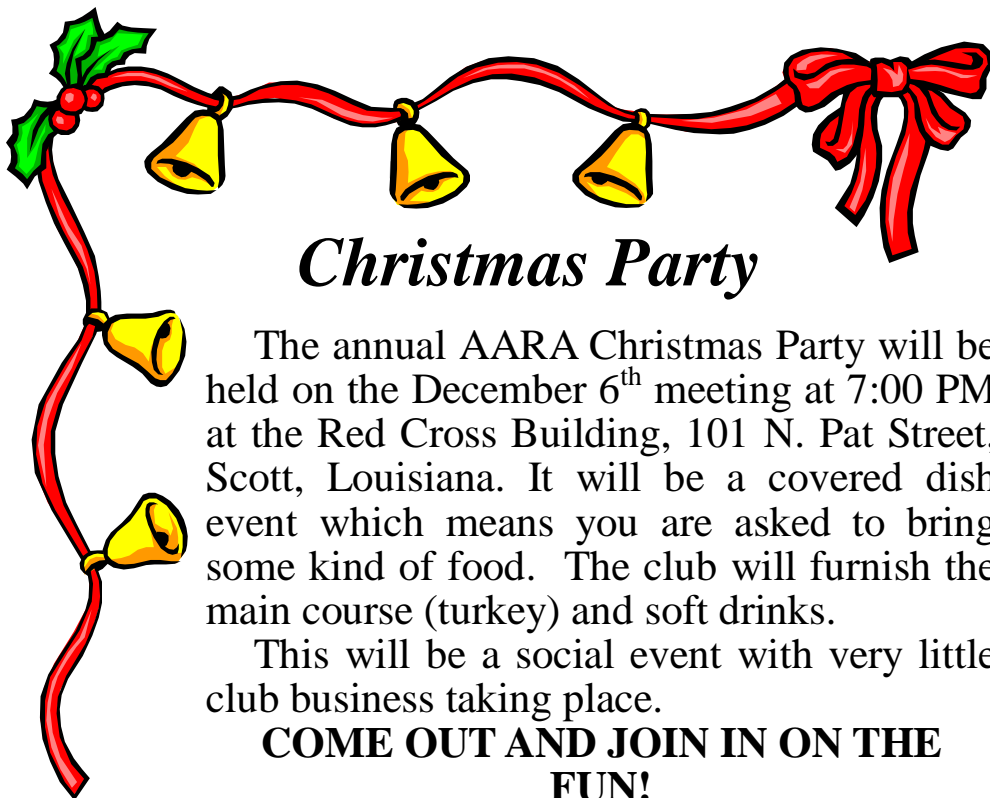 Christmas Party
The annual AARA Christmas Party will be
held on the December 6th meeting at 7:00 PM
at the Red Cross Building, 101 N. Pat Street,
Scott, Louisiana. It will be a covered dish
event which means you are asked to bring
some kind of food. The club will furnish the
main course (turkey) and soft drinks.
This will be a social event with very little
club business taking place.
COME OUT AND JOIN IN ON THE
FUN!